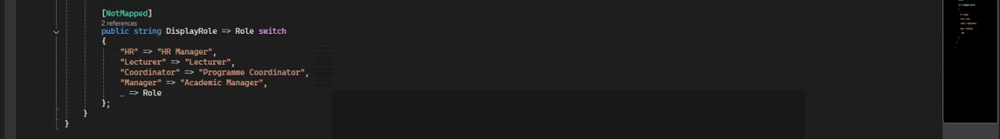 [NotMapped]
2 references
public string DisplayRole => Role switch
{
"HR" => "HR Manager",
"Lecturer" => "Lecturer",
"Coordinator" => "Programme Coordinator",
"Manager" => "Academic Manager",
_ => Role
};
}
}